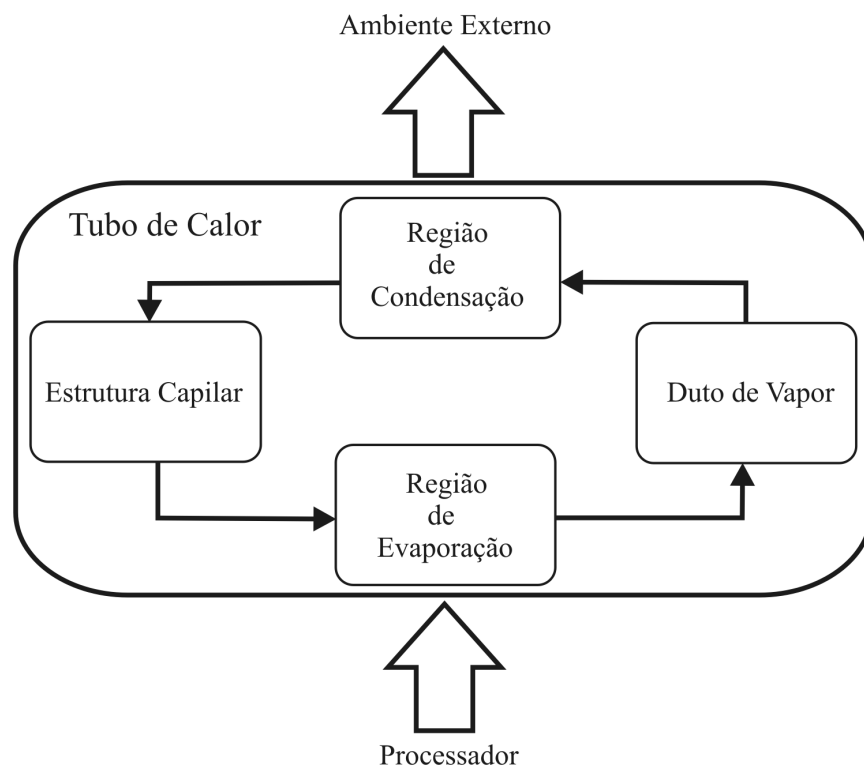 Ambiente Externo
Tubo de Calor
Região
de
Condensação
Estrutura Capilar
Duto de Vapor
Região
de
Evaporação
Processador